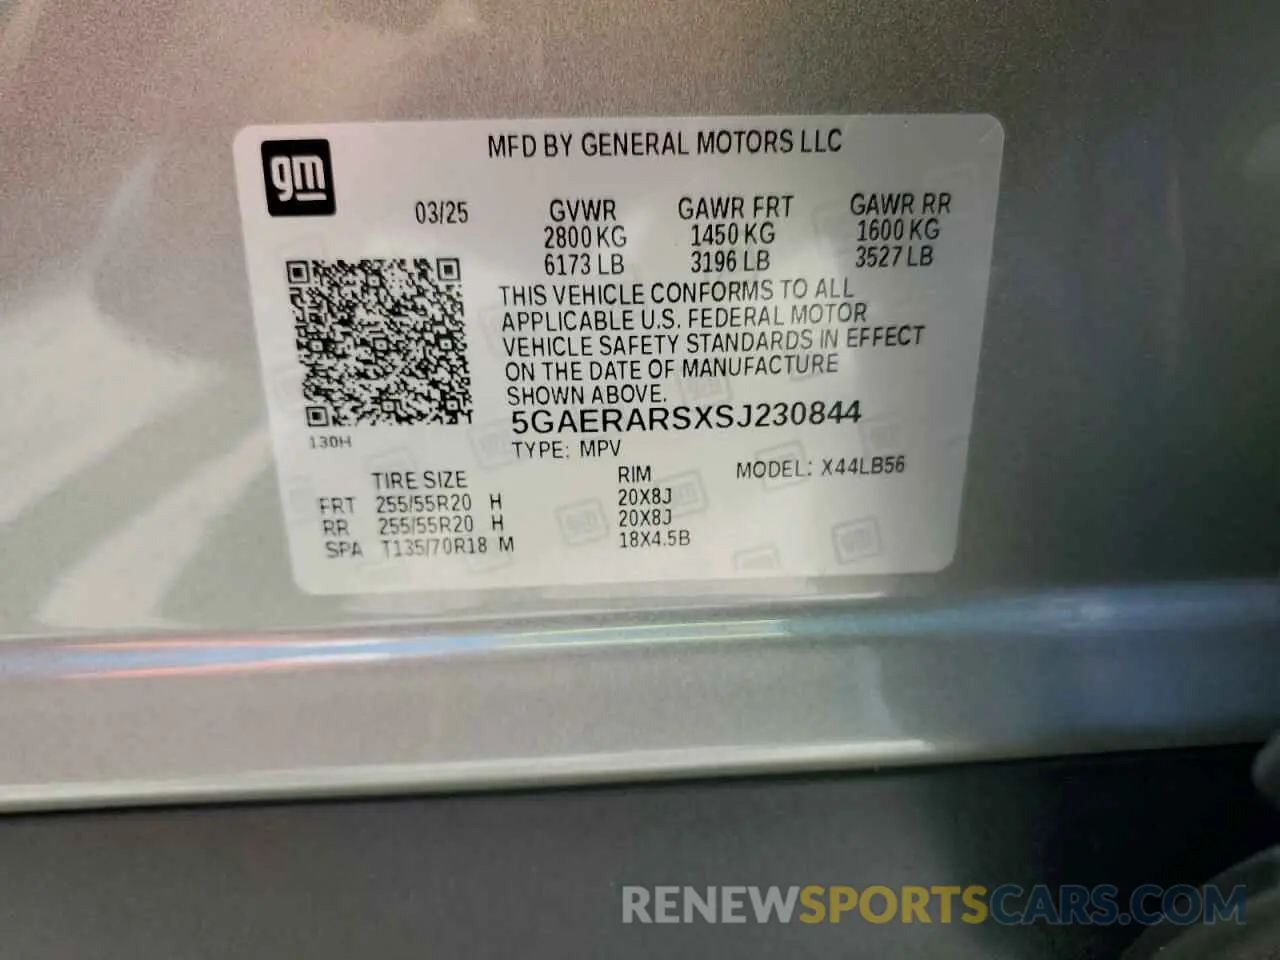 gm
MFD BY GENERAL MOTORS LLC
03/25 GVWR GAWR FRT GAWR RR
2800 KG 1450 KG 1600 KG
6173 LB 3196 LB 3527 LB
THIS VEHICLE CONFORMS TO ALL
APPLICABLE U.S. FEDERAL MOTOR
VEHICLE SAFETY STANDARDS IN EFFECT
ON THE DATE OF MANUFACTURE
SHOWN ABOVE.
5GAERARSXSJ230844
130H
TYPE: MPV
MODEL: X44LB56
TIRE SIZE RIM
FRT 255/55R20 H 20X8J
RR 255/55R20 H 20X8J
SPA T135/70R18 M 18X4.5B
RENEWSPORTSCARS.COM